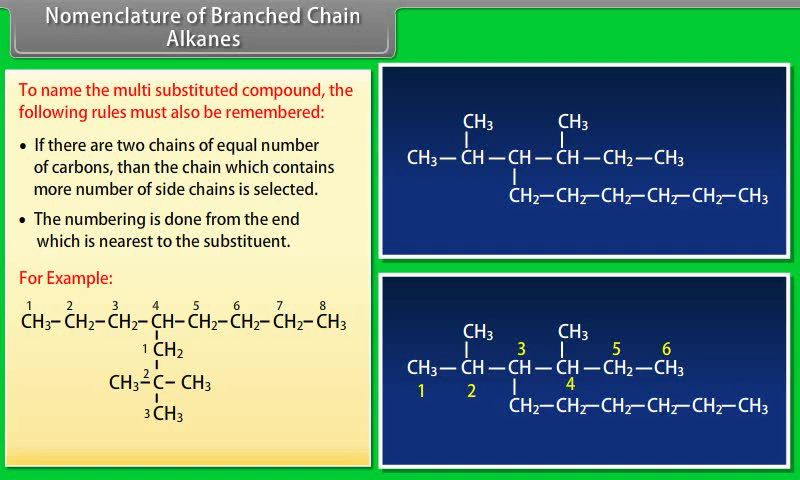 Nomenclature of Branched Chain
Alkanes
To name the multi substituted compound, the
following rules must also be remembered:
• If there are two chains of equal number
of carbons, than the chain which contains
more number of side chains is selected.
• The numbering is done from the end
which is nearest to the substituent.
For Example:
1 2 3 4 5 6 7 8
CH₃–CH₂–CH₂–CH–CH₂–CH₂–CH₂–CH₃
1 CH₂
2
CH₃–C–CH₃
3 CH₃
CH₃ CH₃
CH₃—CH—CH—CH—CH₂—CH₃
CH₂—CH₂—CH₂—CH₂—CH₂—CH₃
CH₃ CH₃
3 5 6
CH₃—CH—CH—CH—CH₂—CH₃
1 2 4
CH₂—CH₂—CH₂—CH₂—CH₂—CH₃